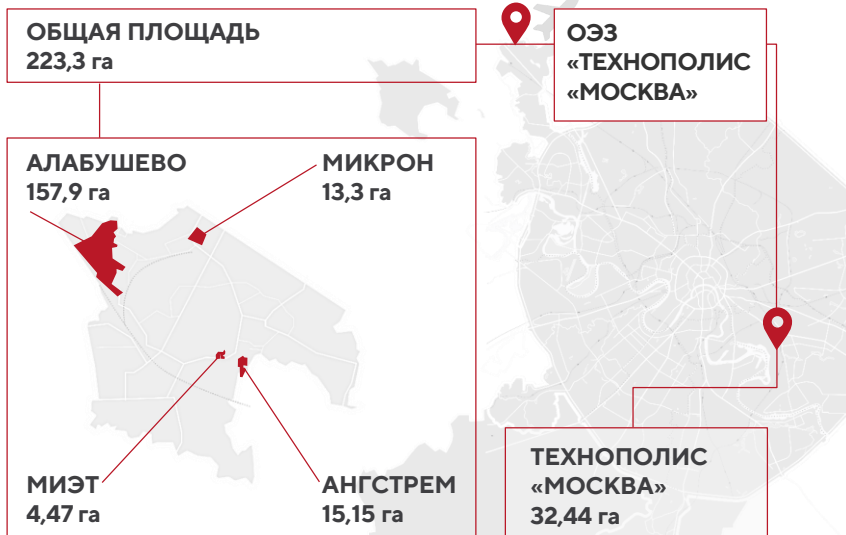 ОБЩАЯ ПЛОЩАДЬ
223,3 га
ОЭЗ
«ТЕХНОПОЛИС
«МОСКВА»
АЛАБУШЕВО
157,9 га
МИКРОН
13,3 га
МИЭТ
4,47 га
АНГСТРЕМ
15,15 га
ТЕХНОПОЛИС
«МОСКВА»
32,44 га